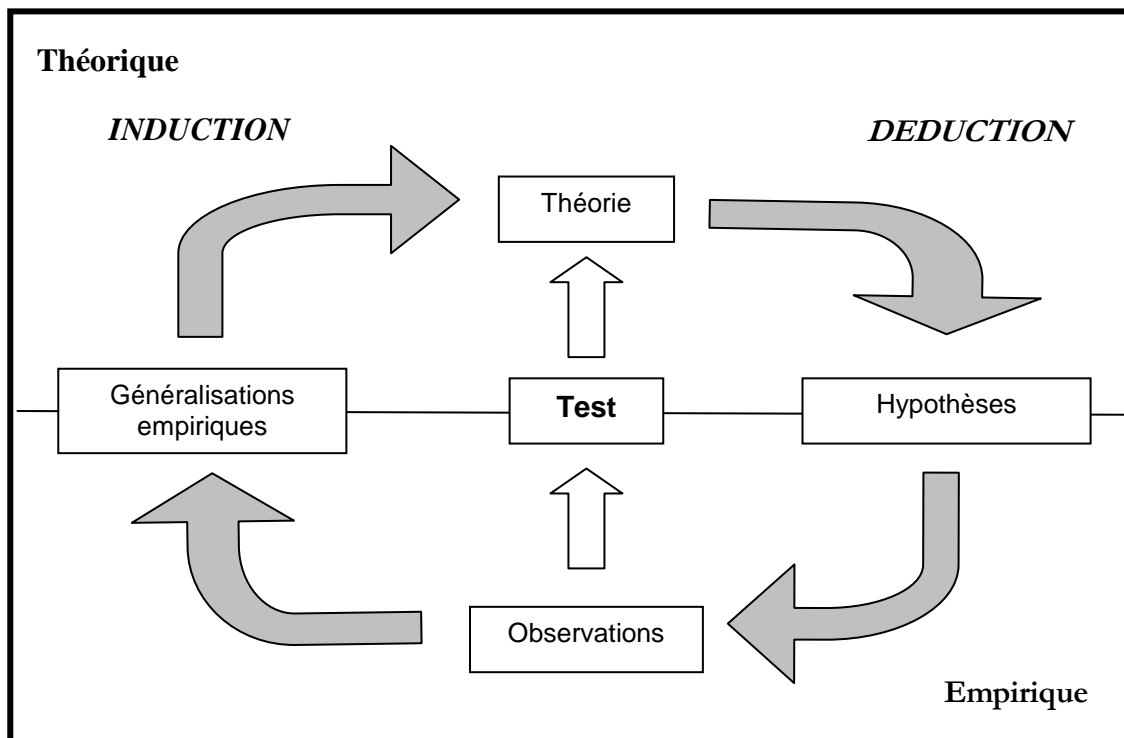 Théorique
INDUCTION
DEDUCTION
Théorie
Généralisations
empiriques
Test
Hypothèses
Observations
Empirique